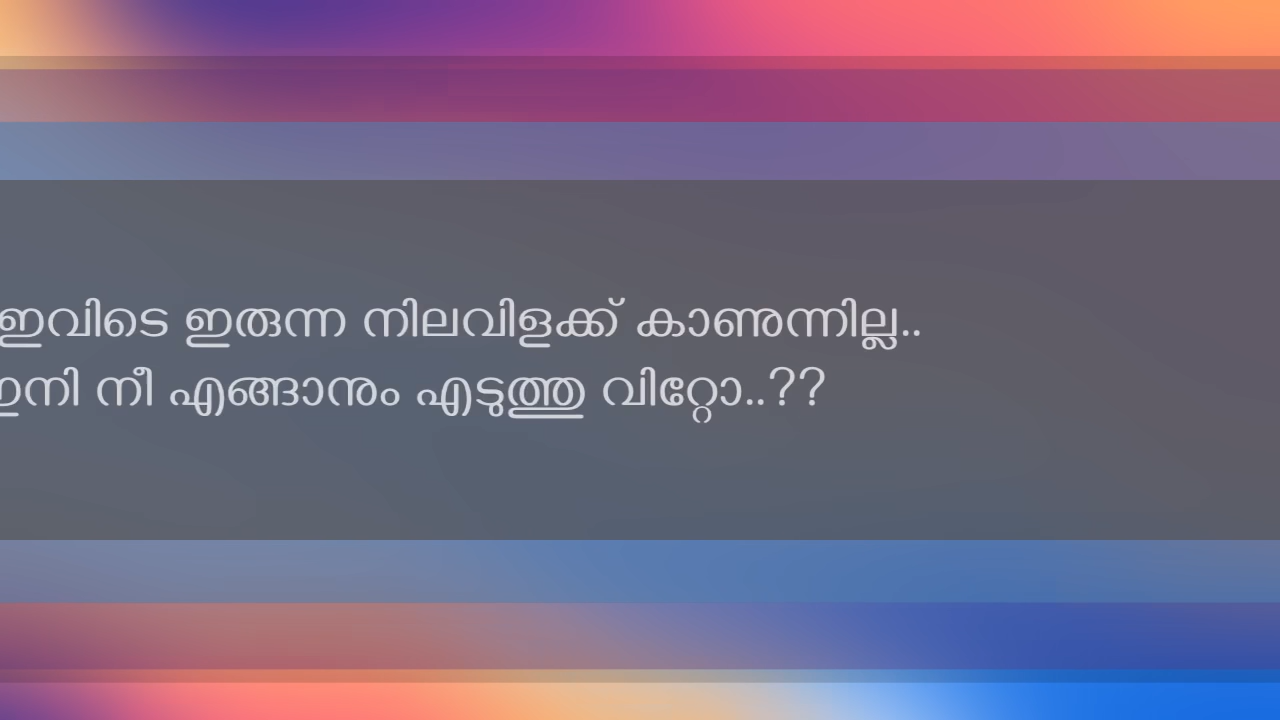 ഇവിടെ ഇരുന്ന നിലവിളക്ക് കാണുന്നില്ല..
ഇനി നീ എങ്ങാനും എടുത്തു വിറ്റോ..??